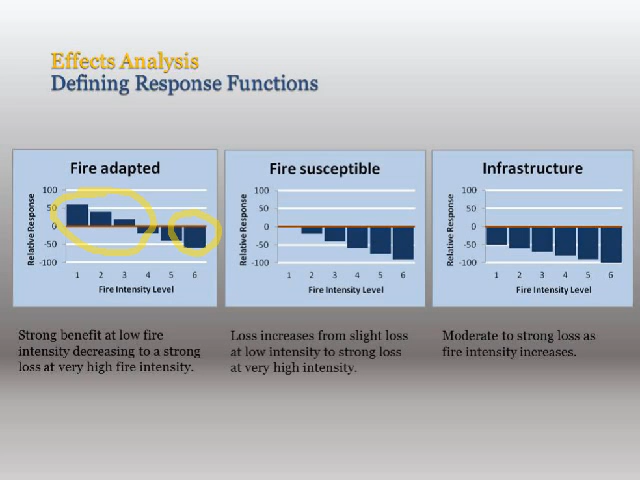 Effects Analysis
Defining Response Functions
Fire adapted
100
50
0
-50
-100
Relative Response
1 2 3 4 5 6
Fire Intensity Level
Fire susceptible
100
50
0
-50
-100
Relative Response
1 2 3 4 5 6
Fire Intensity Level
Infrastructure
100
50
0
-50
-100
Relative Response
1 2 3 4 5 6
Fire Intensity Level
Strong benefit at low fire
intensity decreasing to a strong
loss at very high fire intensity.
Loss increases from slight loss
at low intensity to strong loss
at very high intensity.
Moderate to strong loss as
fire intensity increases.